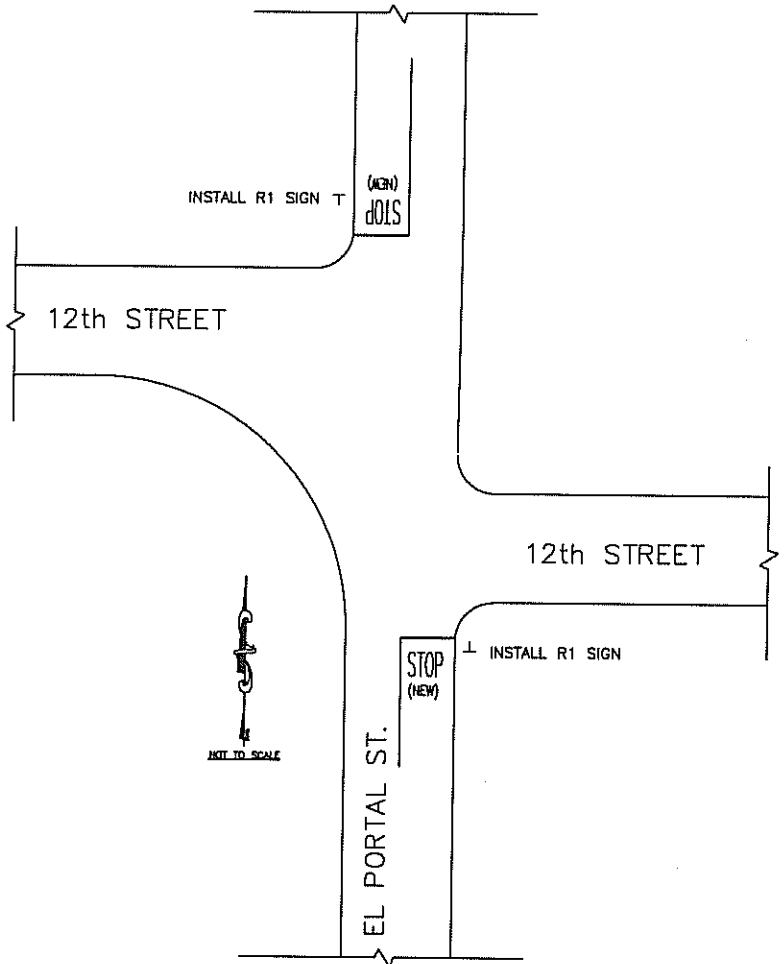 INSTALL R1 SIGN
(NEW)
STOP
12th STREET
12th STREET
STOP
(NEW)
INSTALL R1 SIGN
NOT TO SCALE
EL PORTAL ST.